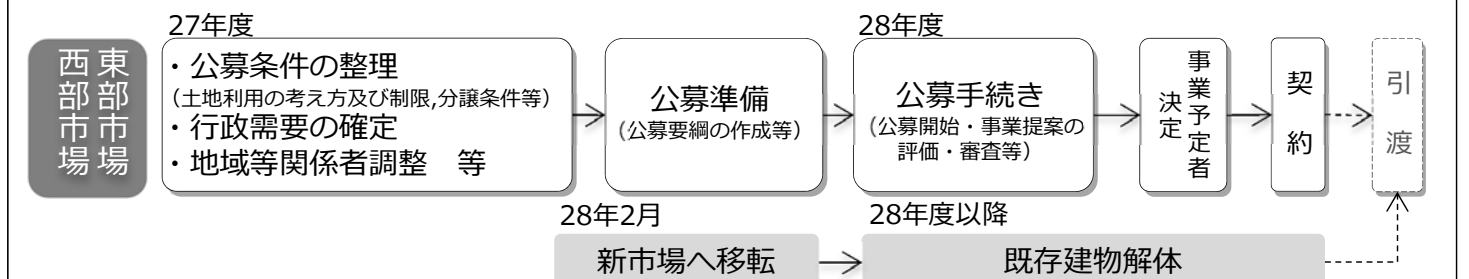 東部市場
西部市場
27年度
・公募条件の整理
（土地利用の考え方及び制限,分譲条件等）
・行政需要の確定
・地域等関係者調整　等
公募準備
（公募要綱の作成等）
28年度
公募手続き
（公募開始・事業提案の
評価・審査等）
事業予定者
決定
契約
引渡
28年2月
新市場へ移転
28年度以降
既存建物解体